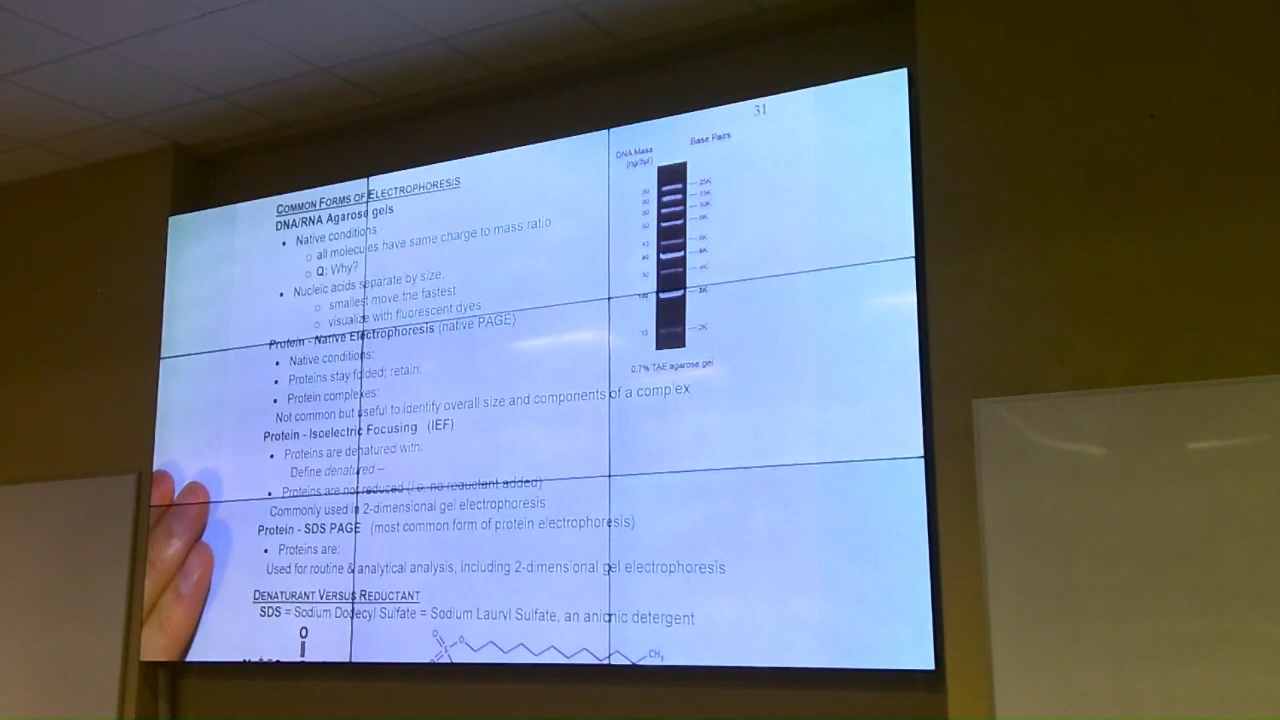 31
COMMON FORMS OF ELECTROPHORESIS
DNA/RNA Agarose gels
• Native conditions
o all molecules have same charge to mass ratio
o Q: Why?
• Nucleic acids separate by size.
o smallest move the fastest
o visualize with fluorescent dyes
Protein - Native Electrophoresis (native PAGE)
• Native conditions:
• Proteins stay folded; retain:
• Protein complexes:
Not common but useful to identify overall size and components of a complex
Protein - Isoelectric Focusing (IEF)
• Proteins are denatured with:
Define denatured –
• Proteins are not reduced (i.e. no reductant added)
Commonly used in 2-dimensional gel electrophoresis
Protein - SDS PAGE (most common form of protein electrophoresis)
• Proteins are:
Used for routine & analytical analysis, including 2-dimensional gel electrophoresis
DENATURANT VERSUS REDUCTANT
SDS = Sodium Dodecyl Sulfate = Sodium Lauryl Sulfate, an anionic detergent
O
O
S
O
O
CH3
DNA Mass
(ng/5µl)
Base Pairs
15K
10K
4K
3K
100
15
2K
0.7% TAE agarose gel